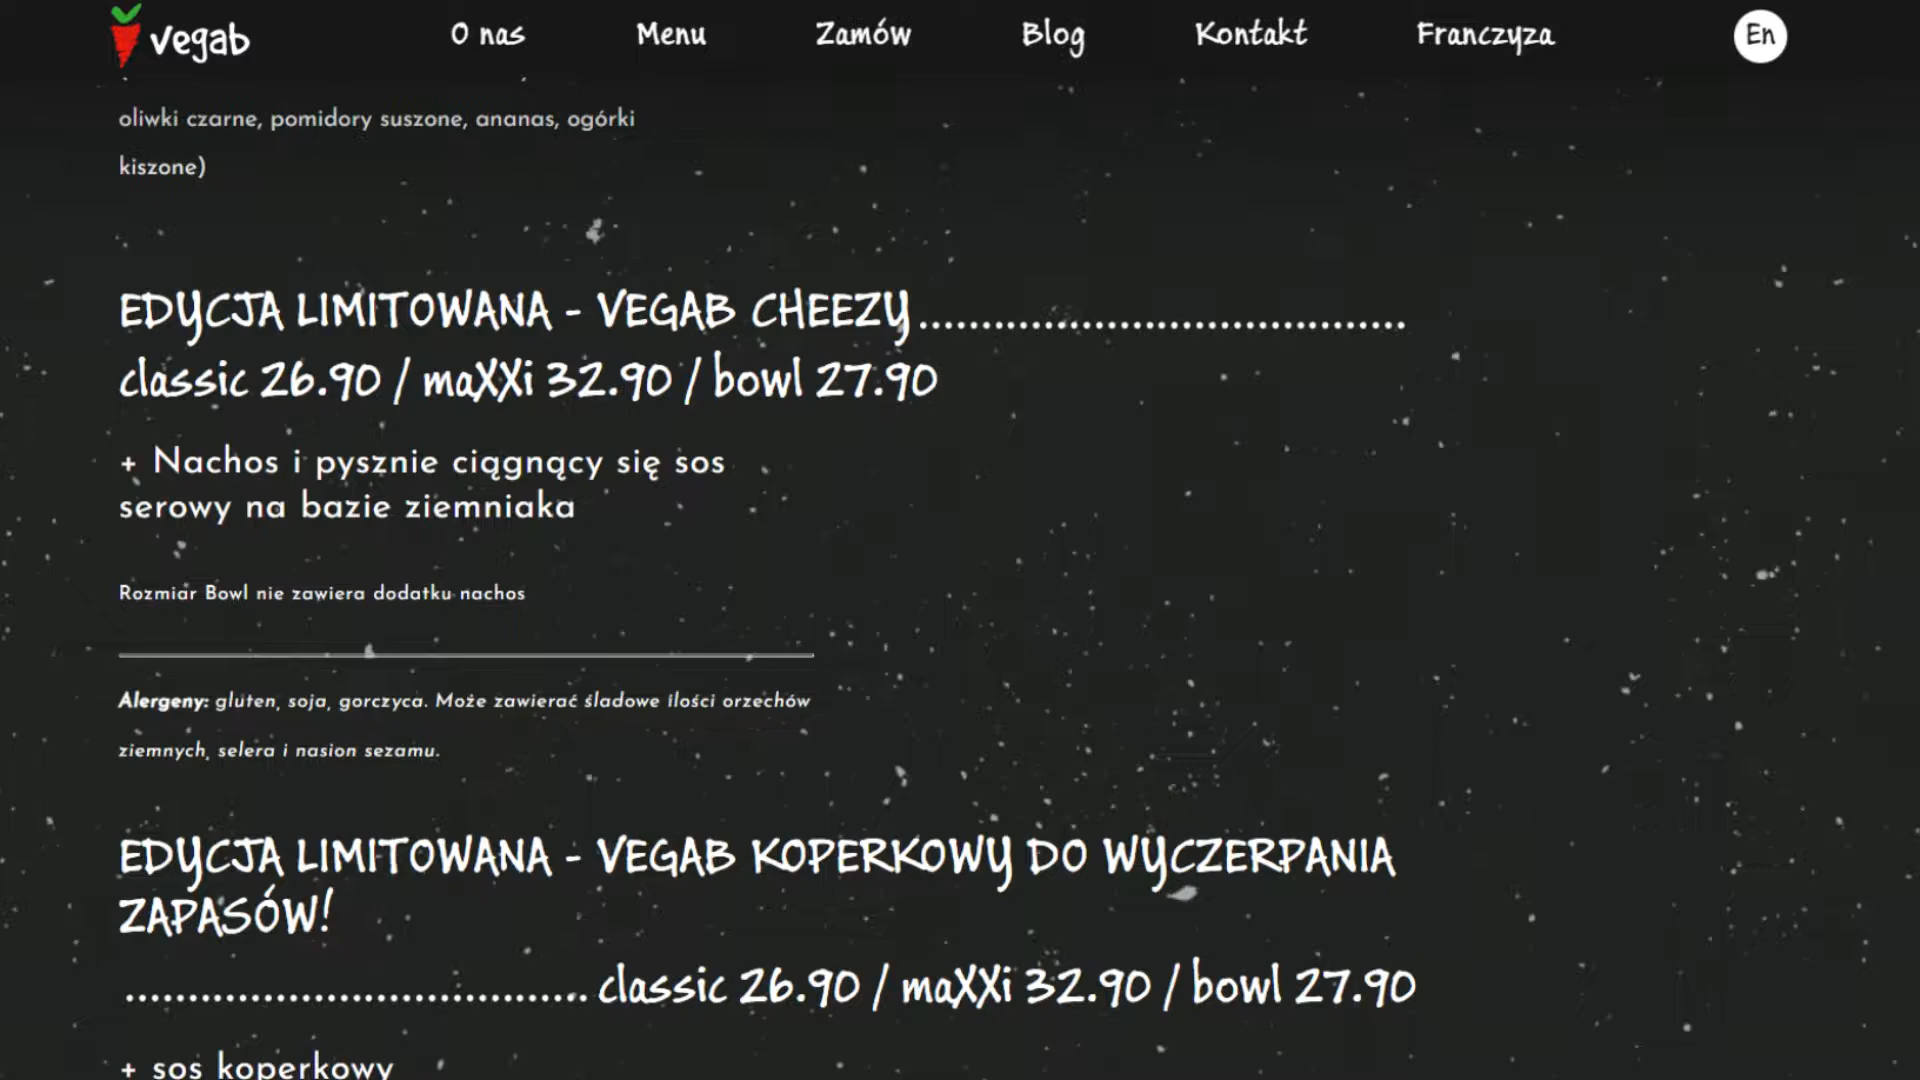 vegab
O nas
Menu
Zamów
Blog
Kontakt
Franczyza
En
oliwki czarne, pomidory suszone, ananas, ogórki
kiszone)
EDYCJA LIMITOWANA - VEGAB CHEEZY.......................................
classic 26.90 / maXXi 32.90 / bowl 27.90
+ Nachos i pysznie ciągnący się sos
serowy na bazie ziemniaka
Rozmiar Bowl nie zawiera dodatku nachos
Alergeny: gluten, soja, gorczyca. Może zawierać śladowe ilości orzechów
ziemnych, selera i nasion sezamu.
EDYCJA LIMITOWANA - VEGAB KOPERKOWY DO WYCZERPANIA
ZAPASÓW!
..................................... classic 26.90 / maXXi 32.90 / bowl 27.90
+ sos koperkowy